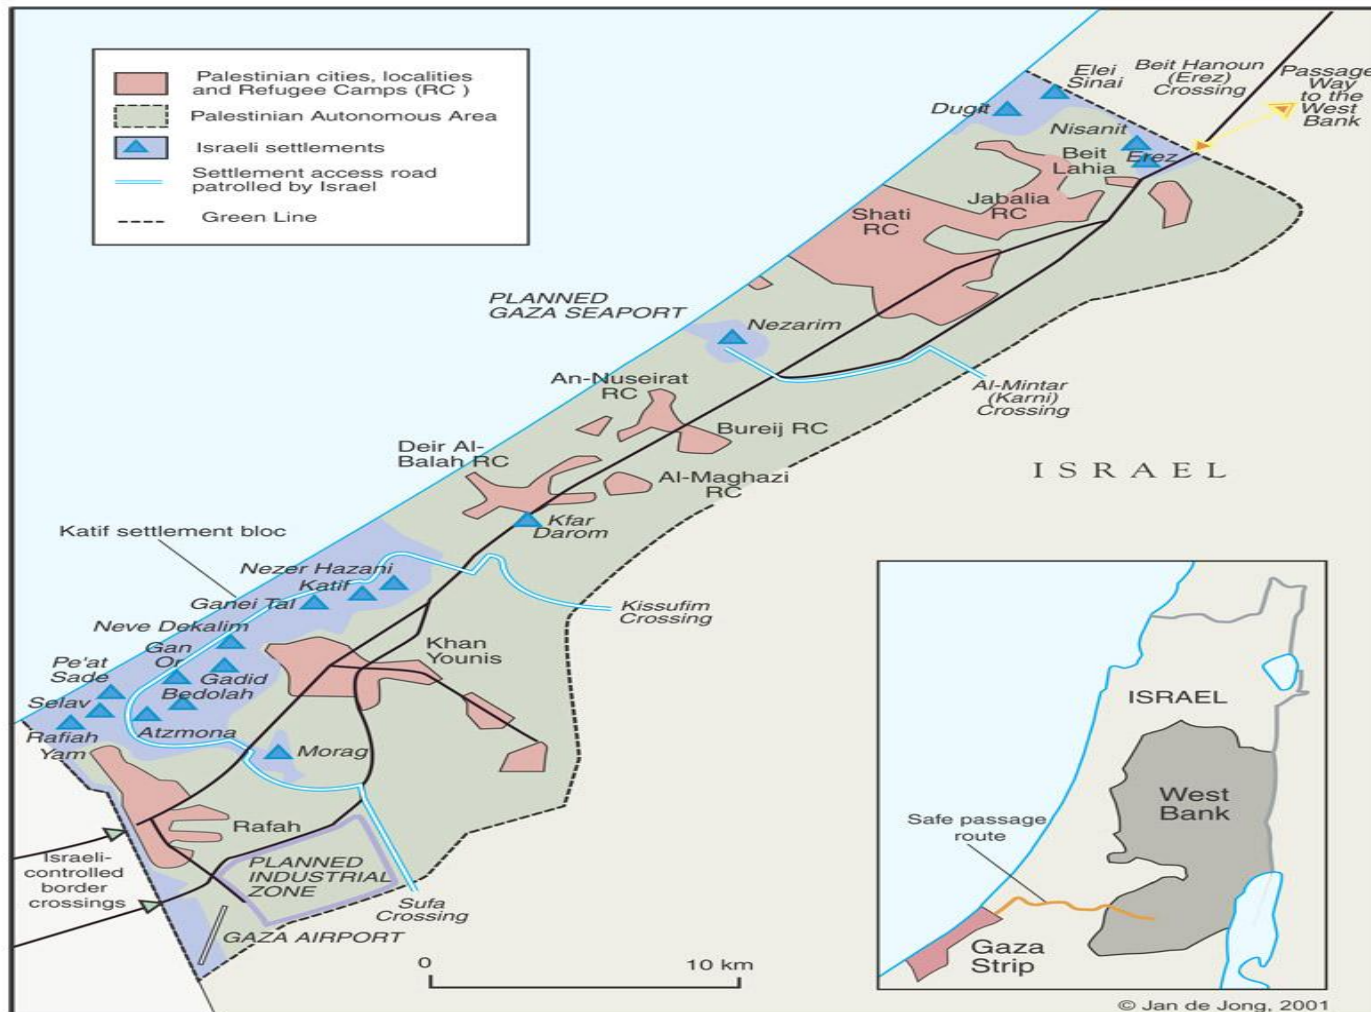 Palestinian cities, localities
and Refugee Camps (RC )
Palestinian Autonomous Area
Israeli settlements
Settlement access road
patrolled by Israel
Green Line
Elei
Sinai
Beit Hanoun
(Erez)
Crossing
Passage
Way
to the
West
Bank
Dugit
Nisanit
Erez
Beit
Lahia
Jabalia
RC
Shati
RC
PLANNED
GAZA SEAPORT
Nezarim
An-Nuseirat
RC
Al-Mintar
(Karni)
Crossing
Bureij RC
Deir Al-
Balah RC
Al-Maghazi
RC
ISRAEL
Kfar
Darom
Katif settlement bloc
Nezer Hazani
Katif
Ganei Tal
Kissufim
Crossing
Neve Dekalim
Gan
Or
Khan
Younis
Pe'at
Sade
Gadid
Bedolah
Selav
Rafiah
Yam
Atzmona
Morag
Rafah
Israeli-
controlled
border
crossings
PLANNED
INDUSTRIAL
ZONE
Sufa
Crossing
GAZA AIRPORT
0
10 km
ISRAEL
West
Bank
Safe passage
route
Gaza
Strip
© Jan de Jong, 2001